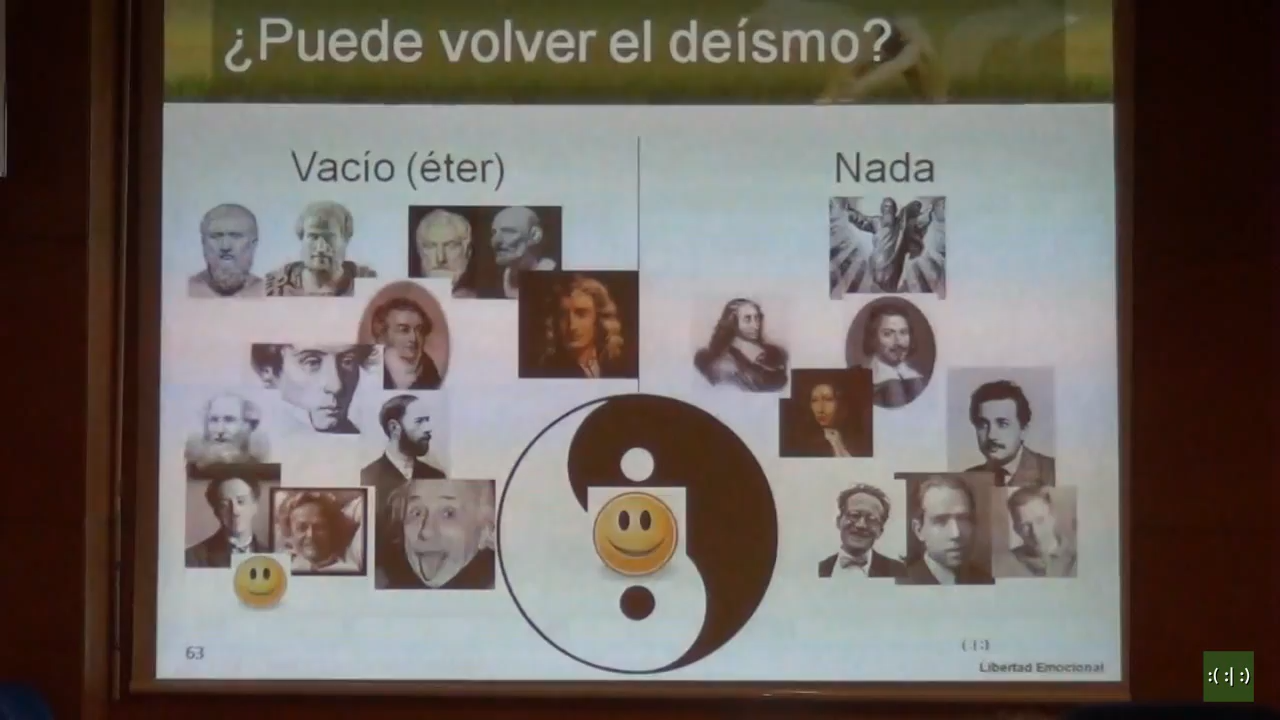 ¿Puede volver el deísmo?
Vacío (éter)
Nada
63
(:|:)
Libertad Emocional
:( :| :)